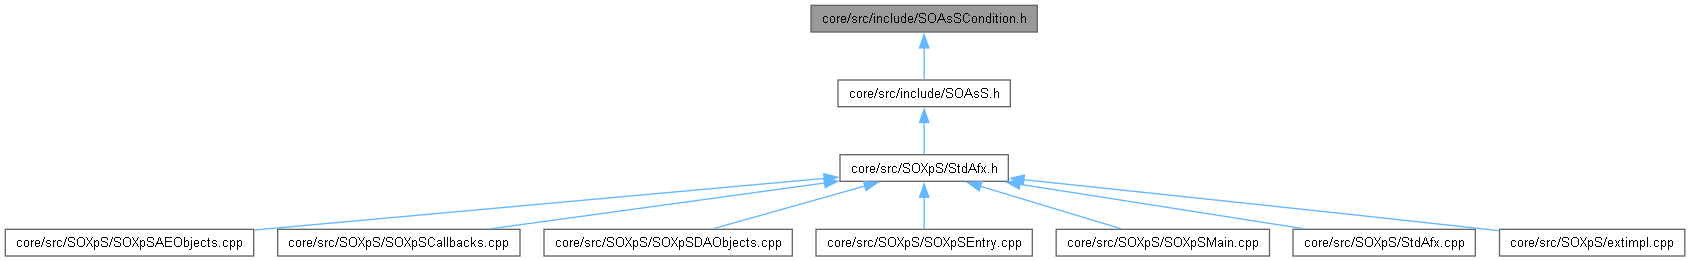 core/src/include/SOAsSCondition.h
core/src/include/SOAsS.h
core/src/SOXpS/StdAfx.h
core/src/SOXpS/SOXpSAEObjects.cpp
core/src/SOXpS/SOXpSCallbacks.cpp
core/src/SOXpS/SOXpSDAObjects.cpp
core/src/SOXpS/SOXpSEntry.cpp
core/src/SOXpS/SOXpSMain.cpp
core/src/SOXpS/StdAfx.cpp
core/src/SOXpS/extimpl.cpp